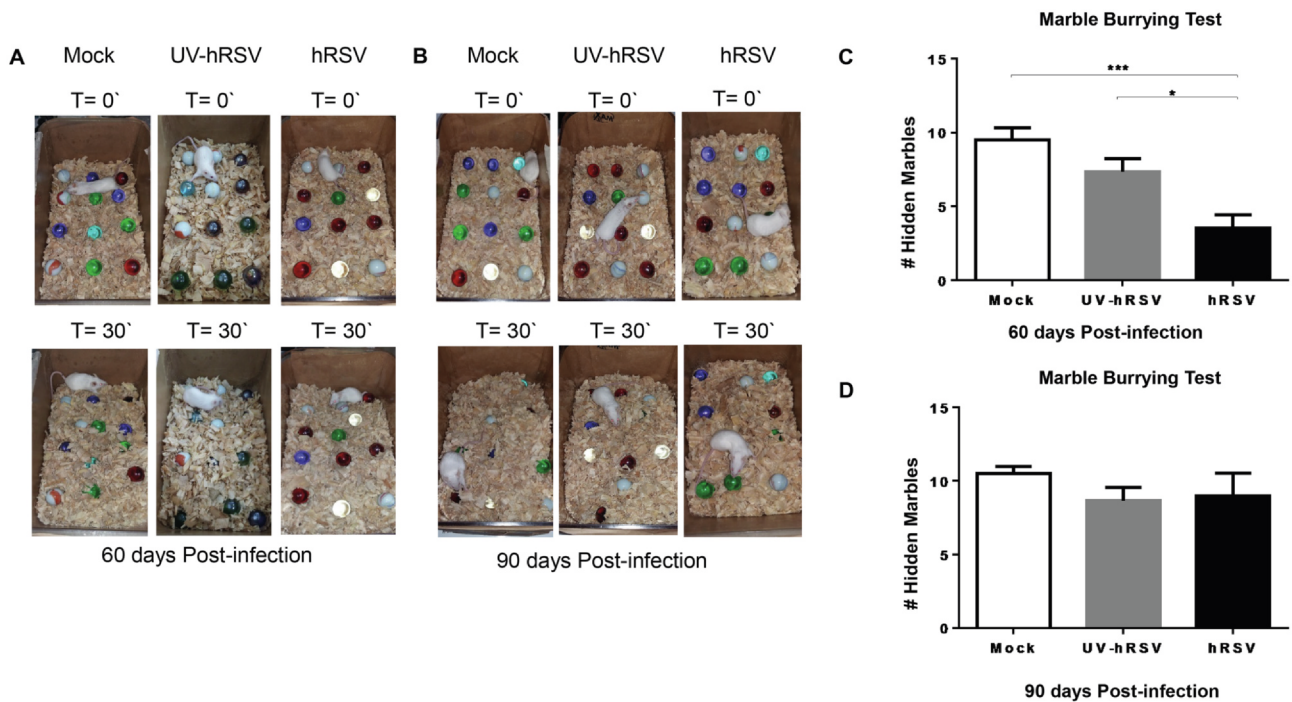 A
Mock UV-hRSV hRSV
T= 0` T= 0` T= 0`
T= 30` T= 30` T= 30`
60 days Post-infection
B
Mock UV-hRSV hRSV
T= 0` T= 0` T= 0`
T= 30` T= 30` T= 30`
90 days Post-infection
C
Marble Burrying Test
# Hidden Marbles
15
10
5
0
***
*
Mock UV-hRSV hRSV
60 days Post-infection
D
Marble Burrying Test
# Hidden Marbles
15
10
5
0
Mock UV-hRSV hRSV
90 days Post-infection